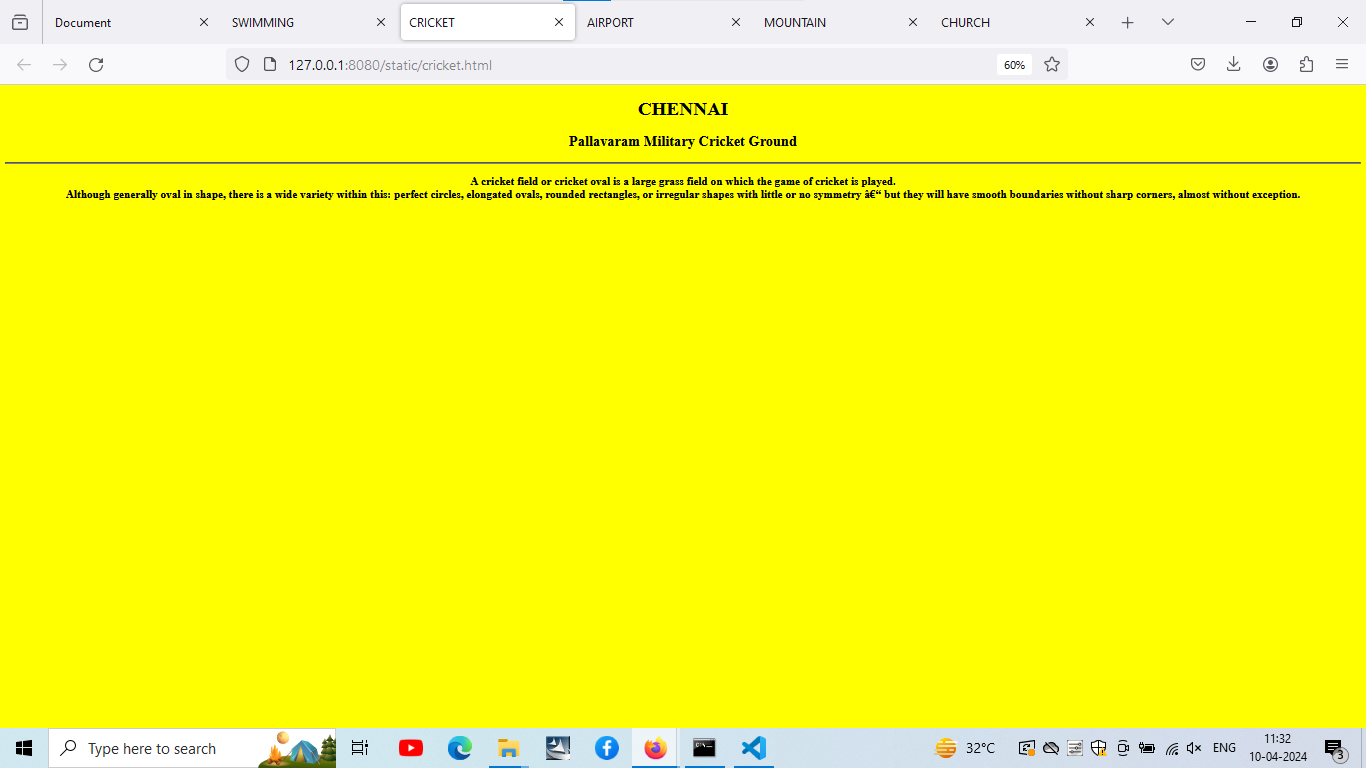 Document
SWIMMING
CRICKET
AIRPORT
MOUNTAIN
CHURCH
127.0.0.1:8080/static/cricket.html
60%
CHENNAI
Pallavaram Military Cricket Ground
A cricket field or cricket oval is a large grass field on which the game of cricket is played.
Although generally oval in shape, there is a wide variety within this: perfect circles, elongated ovals, rounded rectangles, or irregular shapes with little or no symmetry â€“ but they will have smooth boundaries without sharp corners, almost without exception.
Type here to search
32°C
ENG
11:32
10-04-2024
3